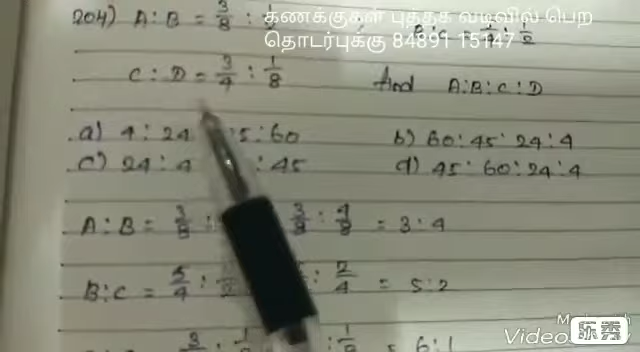 204) A : B = 3/8 :
கணக்குகள் புத்தக வடிவில் பெற
தொடர்புக்கு 84891 15147
C : D = 3/4 : 1/8 And A:B:C:D
a) 4 : 24 : 60 b) 60 : 45 : 24 : 4
c) 24 : 4 : 45 d) 45 : 60 : 24 : 4
A : B = 3/8 : 3/8 : 4/8 = 3 : 4
B : C = 5/4 : : 2/4 = 5 : 2
= 6 : 1
Video
乐秀